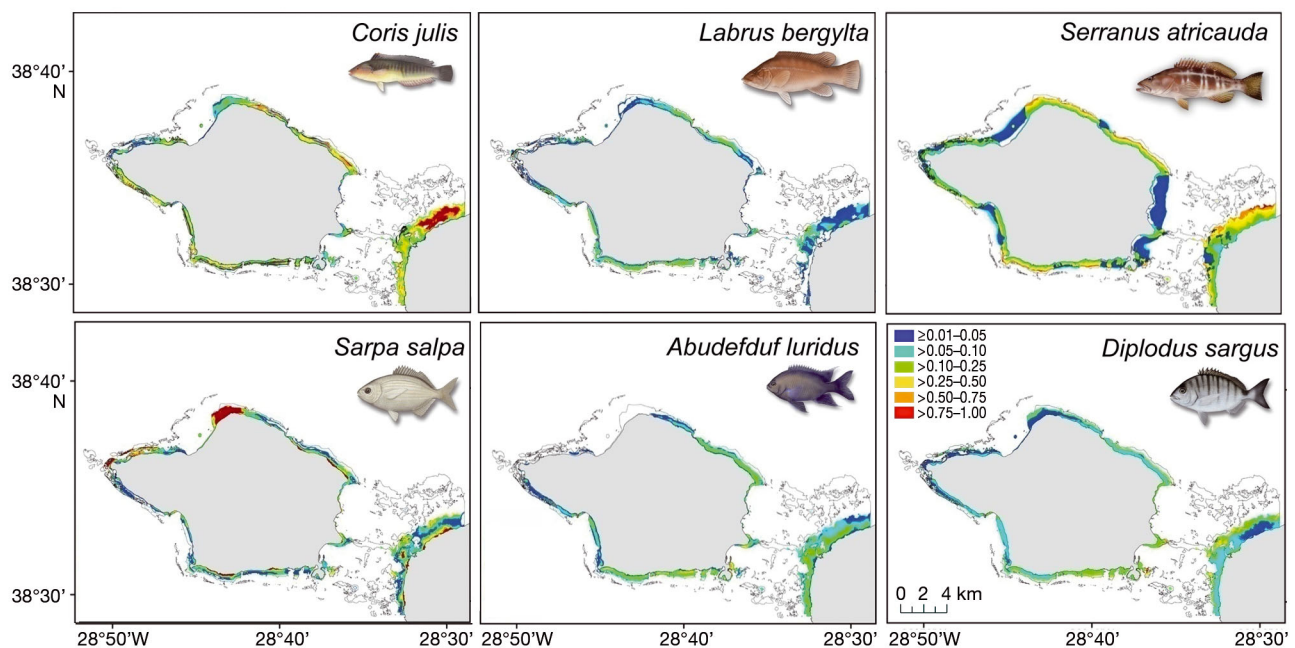 Coris julis
Labrus bergylta
Serranus atricauda
38°40'
N
38°30'
Sarpa salpa
Abudefduf luridus
Diplodus sargus
≥0.01–0.05
>0.05–0.10
>0.10–0.25
>0.25–0.50
>0.50–0.75
>0.75–1.00
38°40'
N
38°30'
0 2 4 km
28°50'W 28°40' 28°30' 28°50'W 28°40' 28°30' 28°50'W 28°40' 28°30'